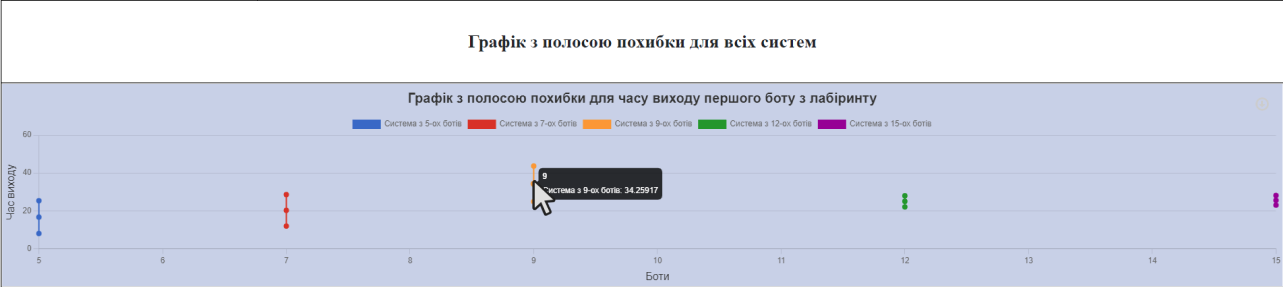 Графік з полосою похибки для всіх систем
Графік з полосою похибки для часу виходу першого боту з лабіринту
Система з 5-ох ботів Система з 7-ох ботів Система з 9-ох ботів Система з 12-ох ботів Система з 15-ох ботів
Час виходу
60
40
20
0
9
Система з 9-ох ботів: 34.25917
5 6 7 8 9 10 11 12 13 14 15
Боти